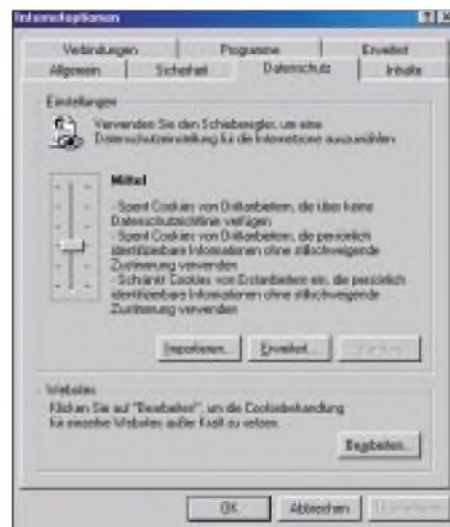 Internetoptionen
Verbindungen Programme Erweitert
Allgemein Sicherheit Datenschutz Inhalte
Einstellungen
Verwenden Sie den Schieberegler, um eine
Datenschutzeinstellung für die Internetzone auszuwählen.
Mittel
- Sperrt Cookies von Drittanbietern, die über keine
Datenschutzrichtlinie verfügen
- Sperrt Cookies von Drittanbietern, die persönlich
identifizierbare Informationen ohne stillschweigende
Zustimmung verwenden
- Schränkt Cookies von Erstanbietern ein, die persönlich
identifizierbare Informationen ohne stillschweigende
Zustimmung verwenden
Importieren... Erweitert...
Websites
Klicken Sie auf "Bearbeiten", um die Cookiebehandlung
für einzelne Websites außer Kraft zu setzen.
Bearbeiten...
OK Abbrechen